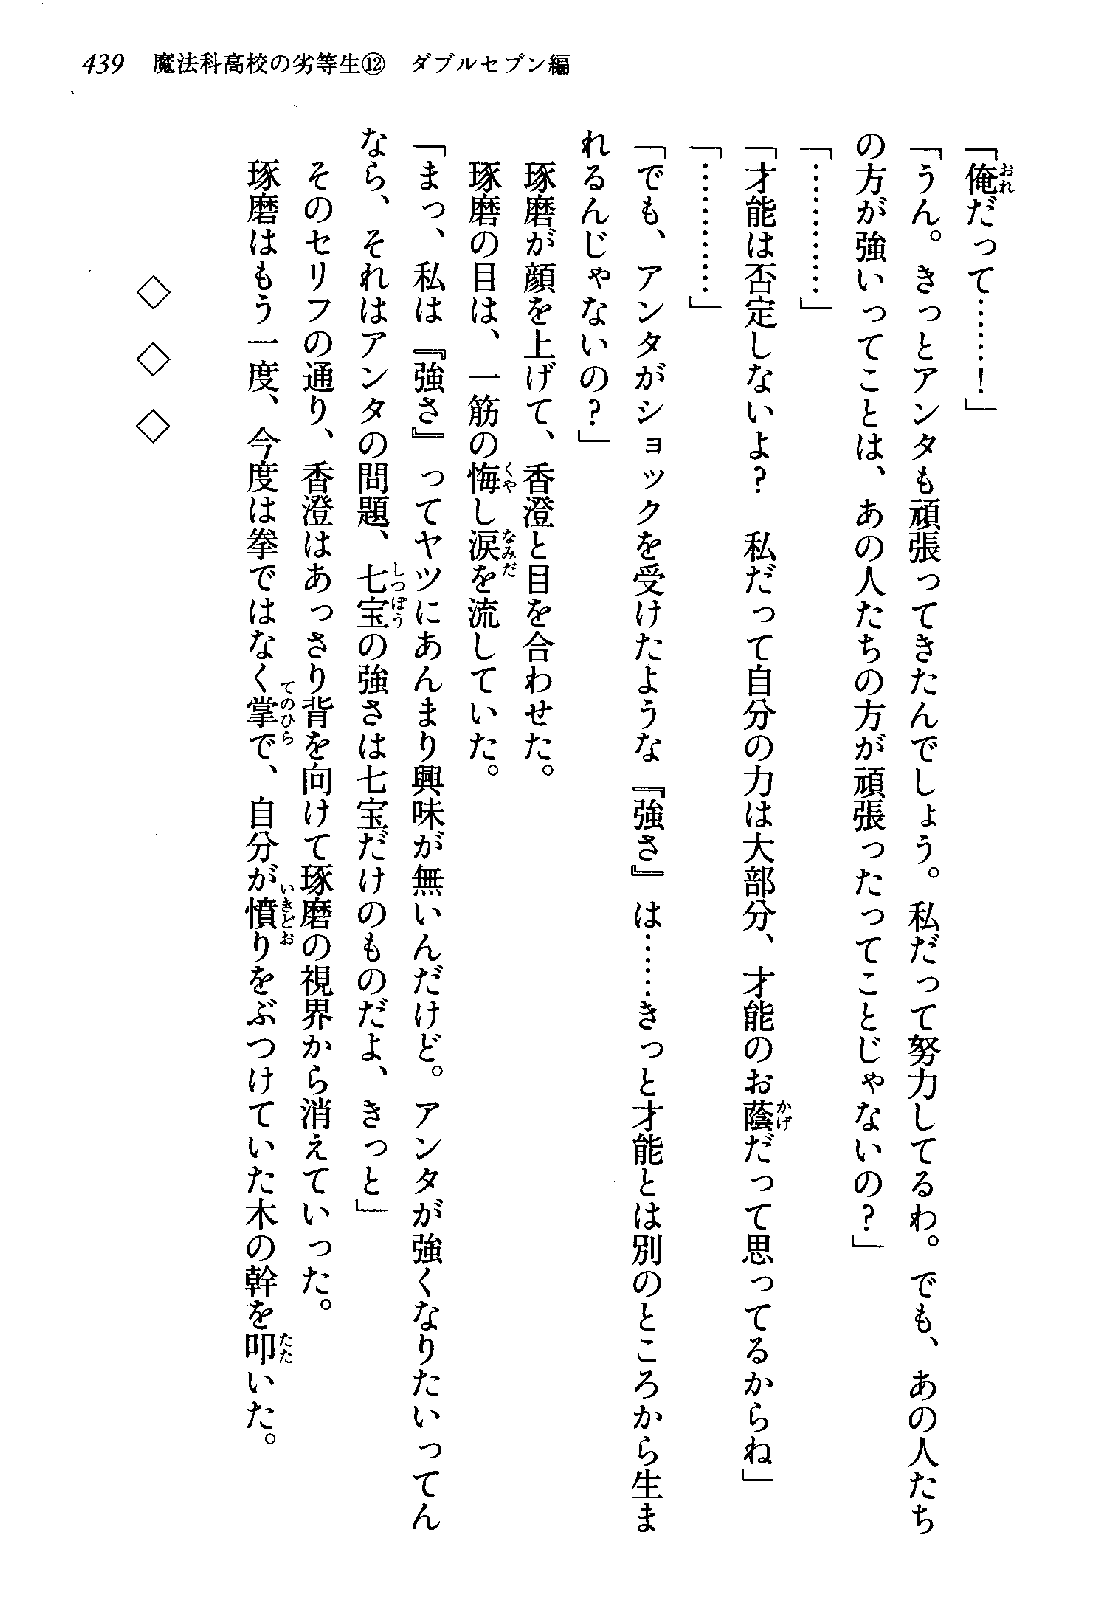 439 魔法科高校の劣等生⑫ ダブルセブン編
「俺だって……！」
「うん。きっとアンタも頑張ってきたんでしょう。私だって努力してるわ。でも、あの人たち
の方が強いってことは、あの人たちの方が頑張ったってことじゃないの？」
「…………」
「才能は否定しないよ？　私だって自分の力は大部分、才能のお蔭だって思ってるからね」
「…………」
「でも、アンタがショックを受けたような『強さ』は……きっと才能とは別のところから生ま
れるんじゃないの？」
　琢磨が顔を上げて、香澄と目を合わせた。
　琢磨の目は、一筋の悔し涙を流していた。
「まっ、私は『強さ』ってヤツにあんまり興味が無いんだけど。アンタが強くなりたいってん
なら、それはアンタの問題、七宝の強さは七宝だけのものだよ、きっと」
　そのセリフの通り、香澄はあっさり背を向けて琢磨の視界から消えていった。
　琢磨はもう一度、今度は拳ではなく掌で、自分が憤りをぶつけていた木の幹を叩いた。
◇　◇　◇